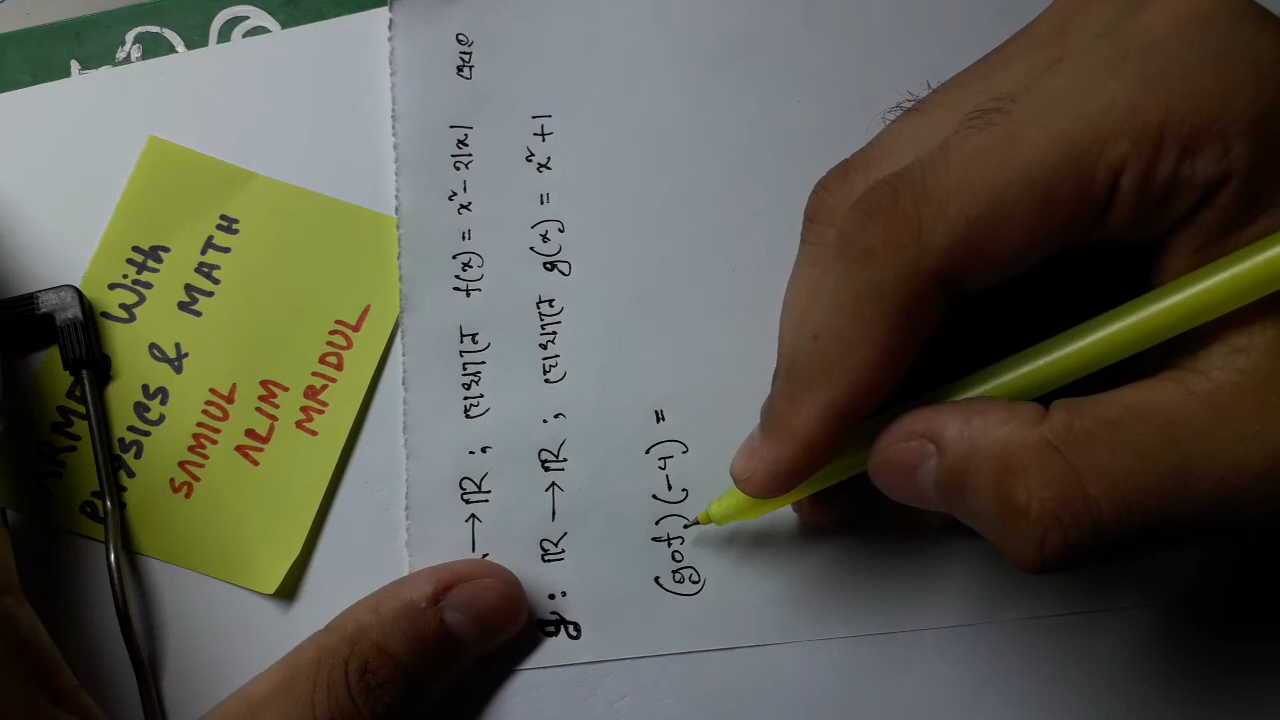 → ℝ ; যেখানে f(x) = x² - 2|x| এবং
g : ℝ → ℝ ; যেখানে g(x) = x² + 1
(gof)(-4) =
With
PHYSICS & MATH
SAMIUL
ALIM
MRIDUL